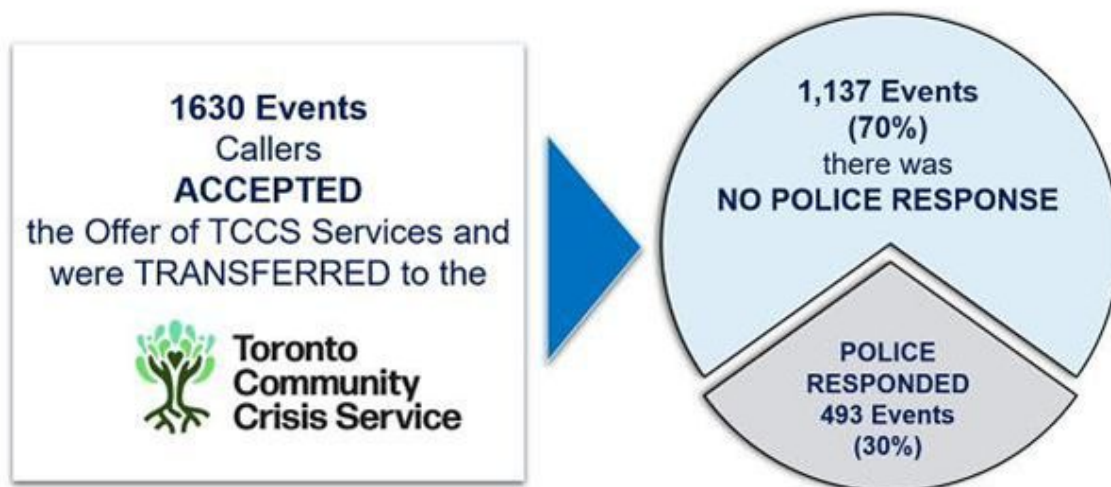 1630 Events
Callers
ACCEPTED
the Offer of TCCS Services and
were TRANSFERRED to the
Toronto
Community
Crisis Service
1,137 Events
(70%)
there was
NO POLICE RESPONSE
POLICE
RESPONDED
493 Events
(30%)